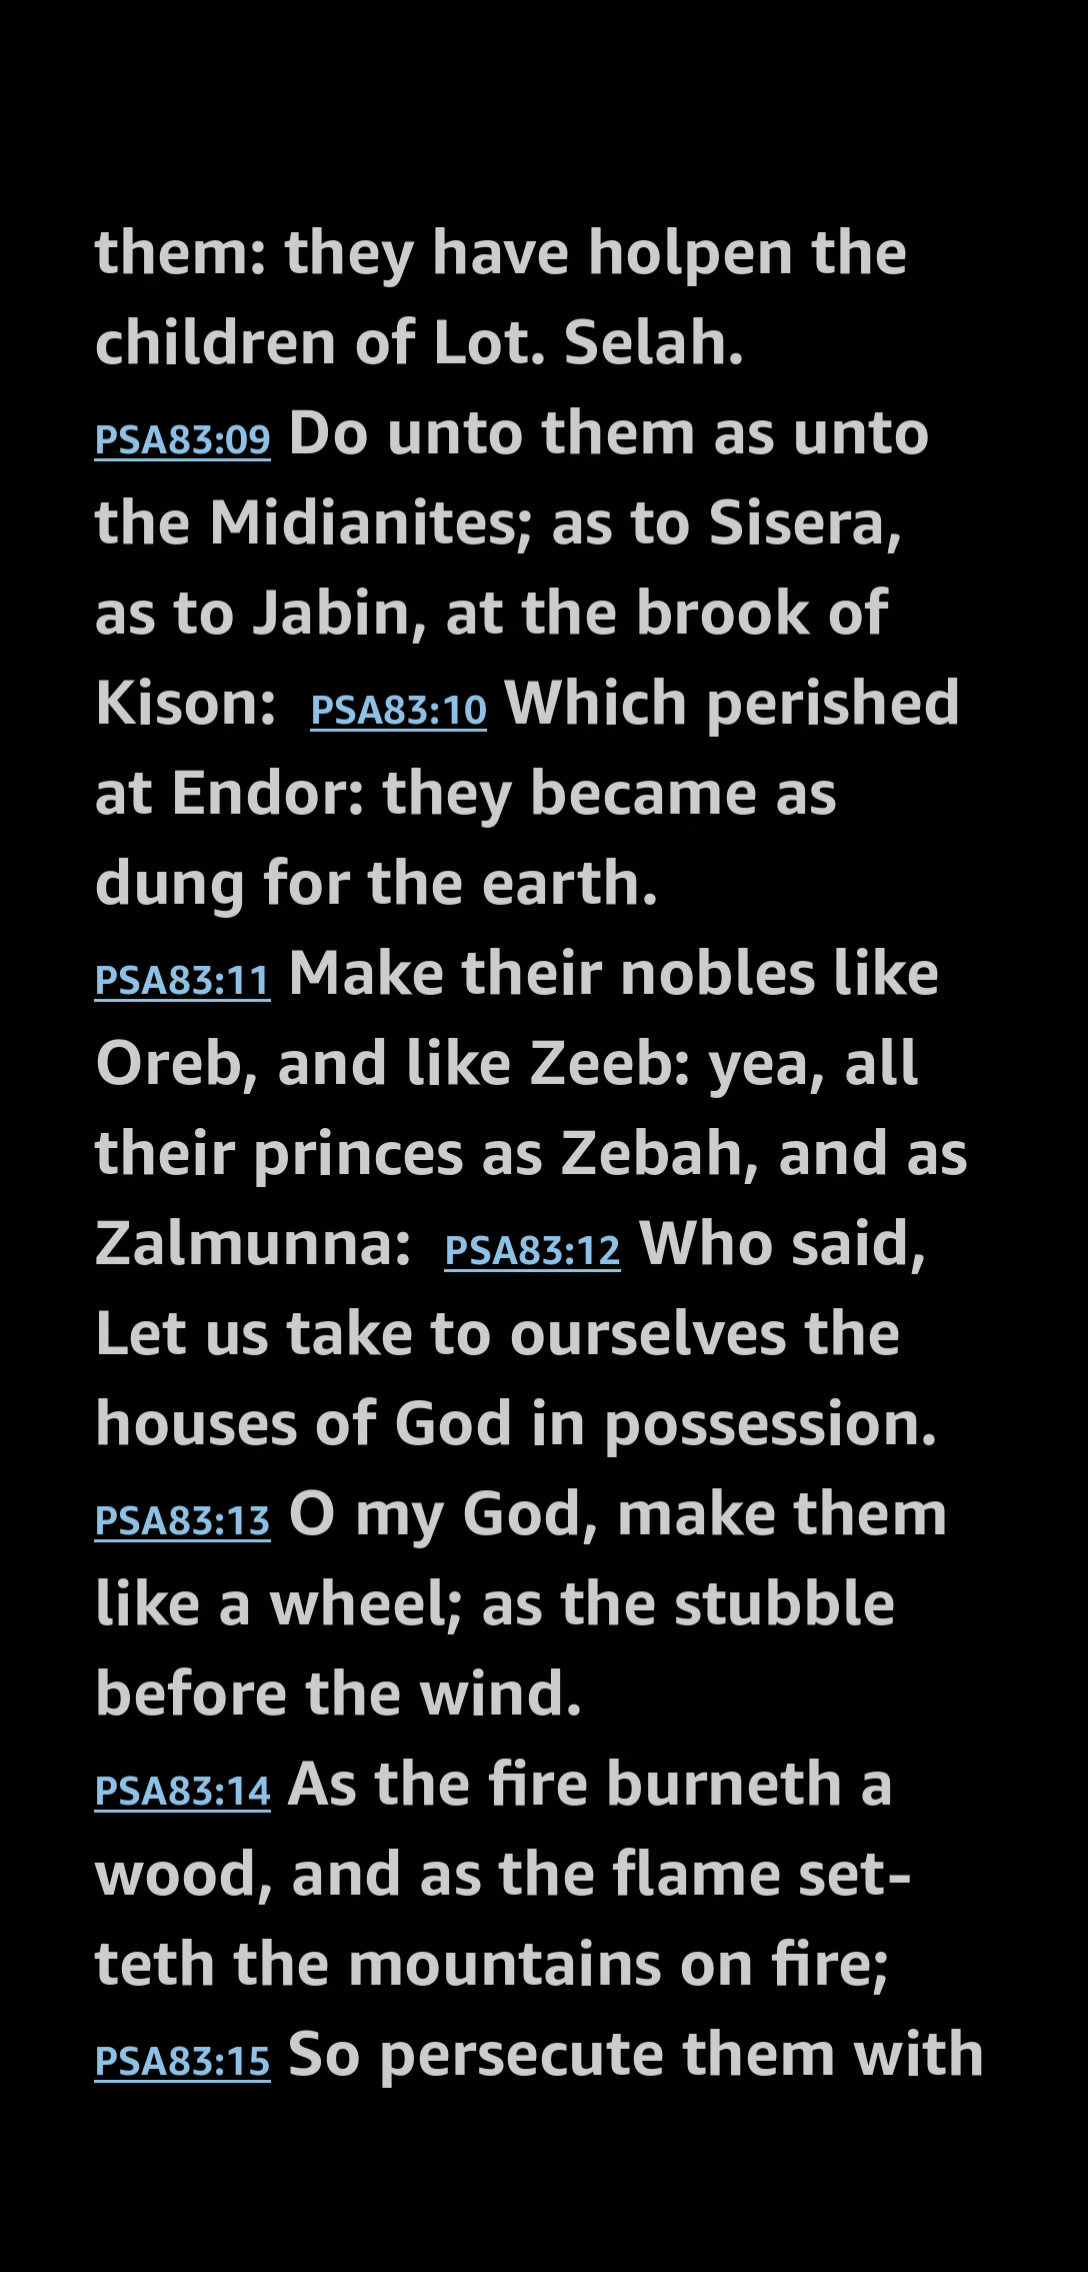 them: they have holpen the
children of Lot. Selah.
PSA83:09 Do unto them as unto
the Midianites; as to Sisera,
as to Jabin, at the brook of
Kison: PSA83:10 Which perished
at Endor: they became as
dung for the earth.
PSA83:11 Make their nobles like
Oreb, and like Zeeb: yea, all
their princes as Zebah, and as
Zalmunna: PSA83:12 Who said,
Let us take to ourselves the
houses of God in possession.
PSA83:13 O my God, make them
like a wheel; as the stubble
before the wind.
PSA83:14 As the fire burneth a
wood, and as the flame set-
teth the mountains on fire;
PSA83:15 So persecute them with